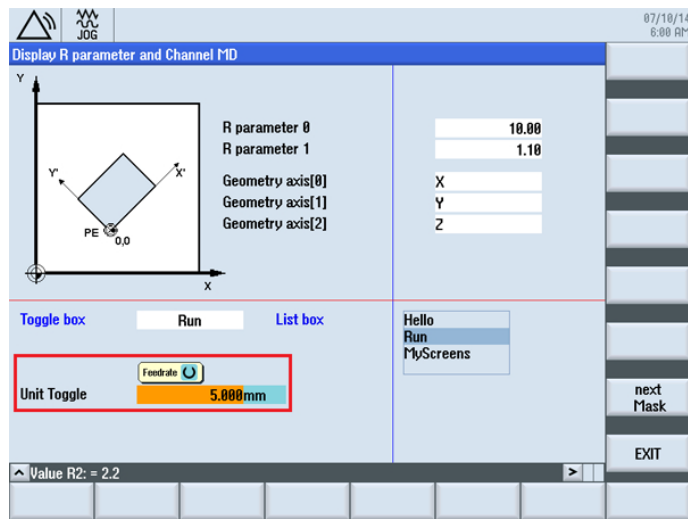 JOG
07/10/14
6:00 AM
Display R parameter and Channel MD
Y
R parameter 0 10.00
R parameter 1 1.10
Y' X'
Geometry axis[0] X
Geometry axis[1] Y
Geometry axis[2] Z
PE 0,0
X
Toggle box Run List box
Hello
Run
MyScreens
Feedrate
Unit Toggle 5.000mm
next
Mask
EXIT
Value R2: = 2.2